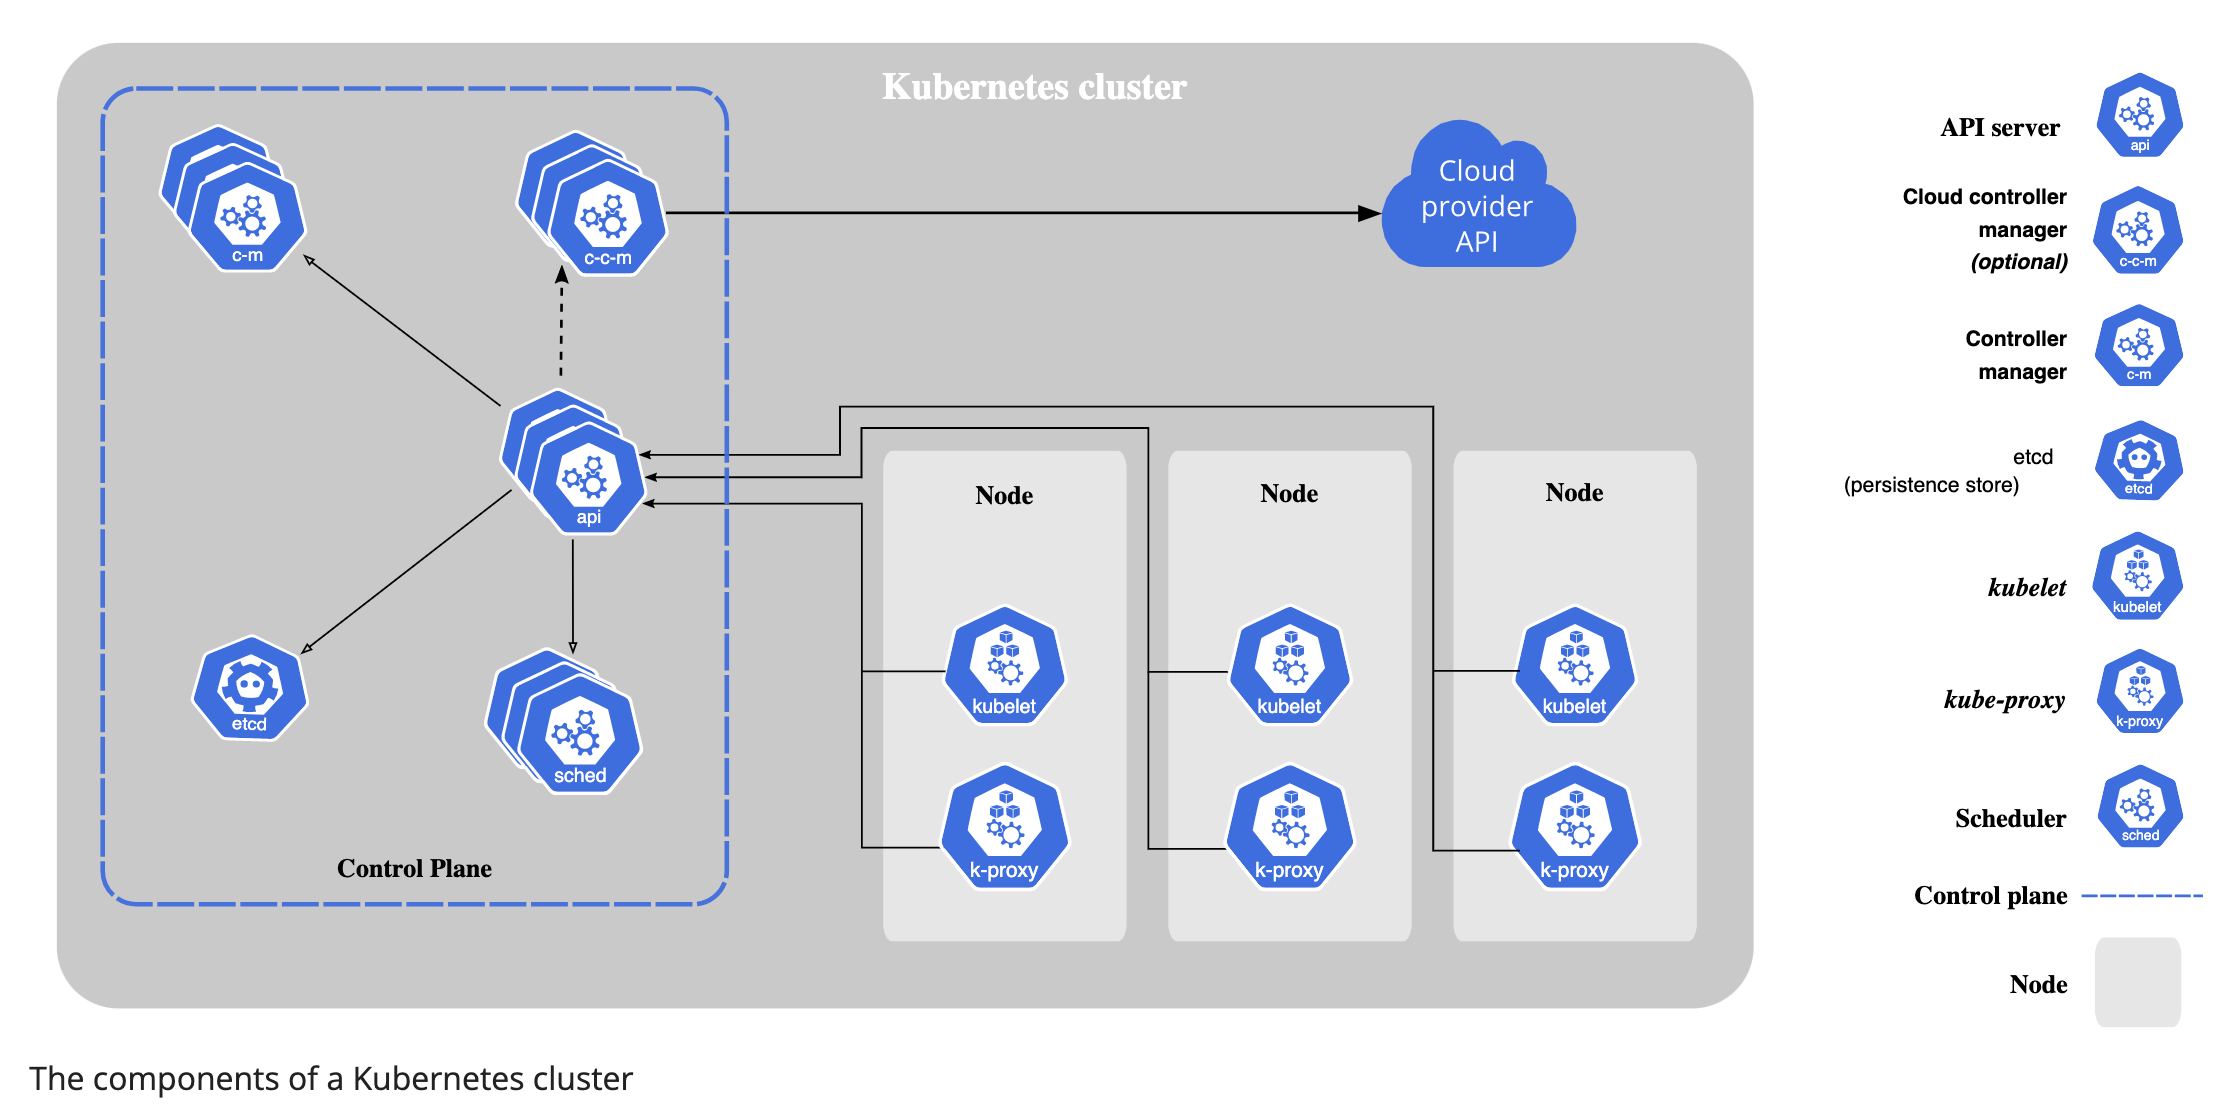 Kubernetes cluster
c-m
c-c-m
Cloud
provider
API
api
etcd
sched
Control Plane
Node
kubelet
k-proxy
Node
kubelet
k-proxy
Node
kubelet
k-proxy
API server
api
Cloud controller
manager
(optional)
c-c-m
Controller
manager
c-m
etcd
(persistence store)
etcd
kubelet
kubelet
kube-proxy
k-proxy
Scheduler
sched
Control plane
Node
The components of a Kubernetes cluster